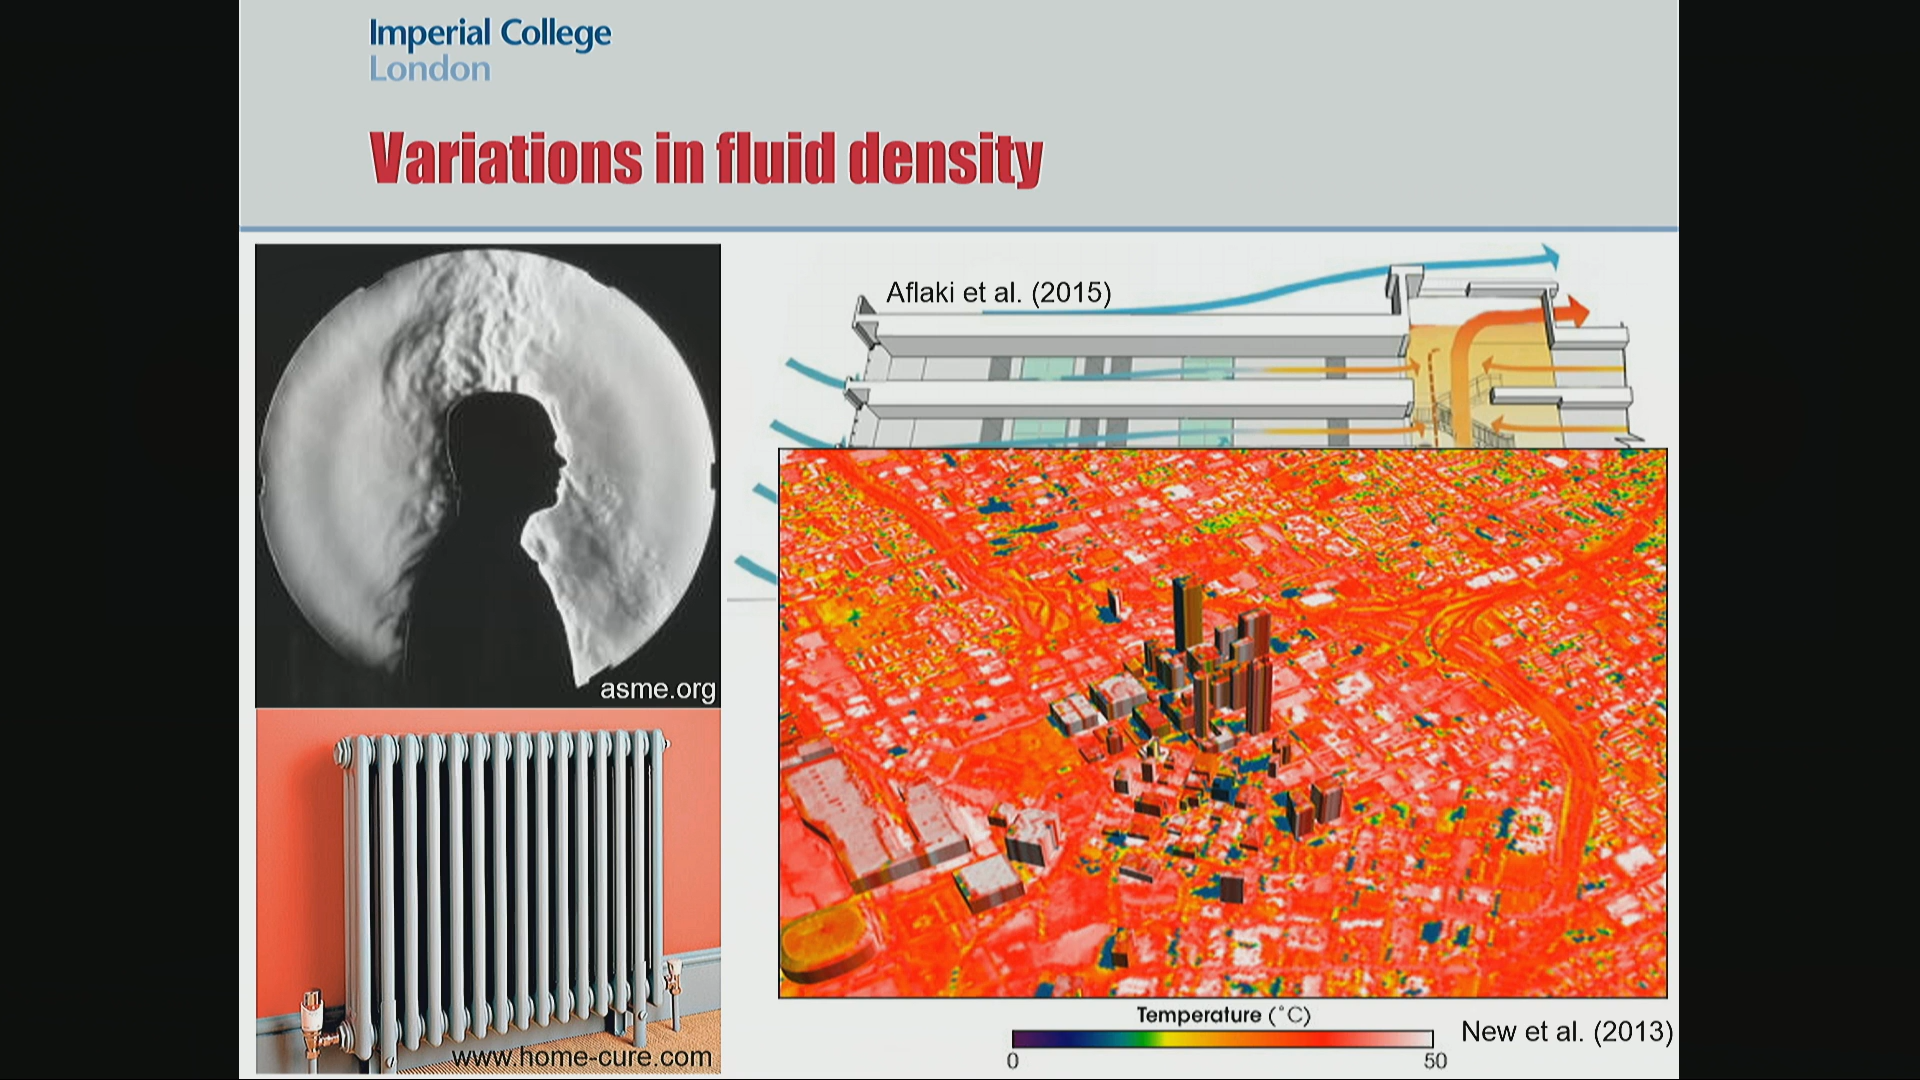 Imperial College
London
Variations in fluid density
Aflaki et al. (2015)
asme.org
www.home-cure.com
Temperature (°C)
0
50
New et al. (2013)